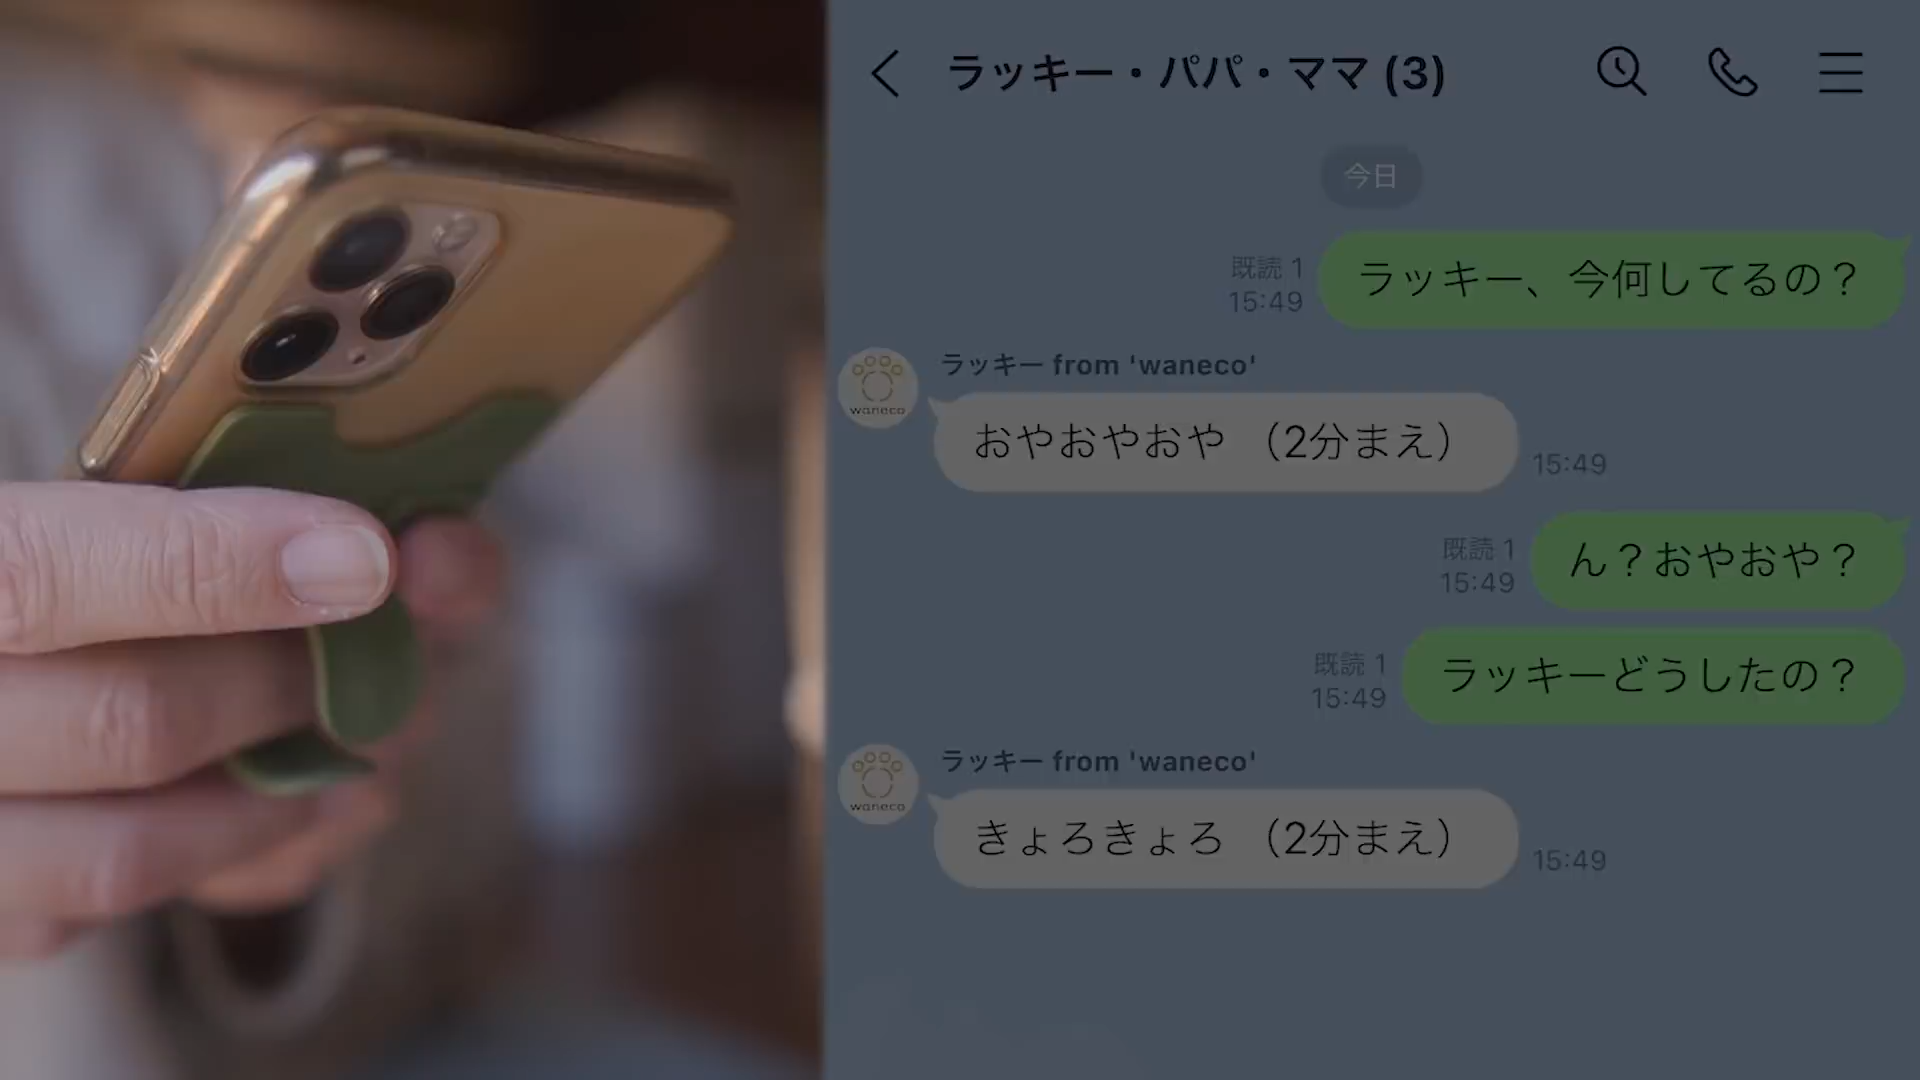 ラッキー・パパ・ママ (3)
今日
ラッキー、今何してるの？
既読 1
15:49
ラッキー from 'waneco'
waneco
おやおやおや （2分まえ）
15:49
ん？おやおや？
既読 1
15:49
ラッキーどうしたの？
既読 1
15:49
ラッキー from 'waneco'
waneco
きょろきょろ （2分まえ）
15:49